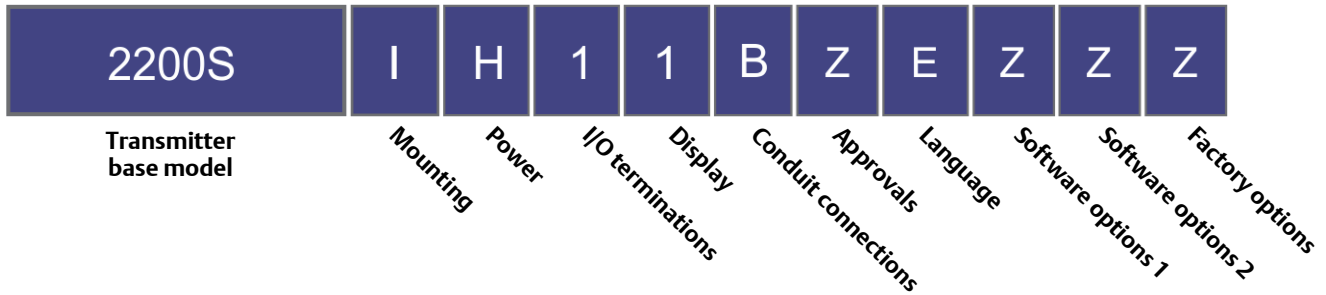 2200S I H 1 1 B Z E Z Z Z
Transmitter
base model
Mounting
Power
I/O terminations
Display
Conduit connections
Approvals
Language
Software options 1
Software options 2
Factory options